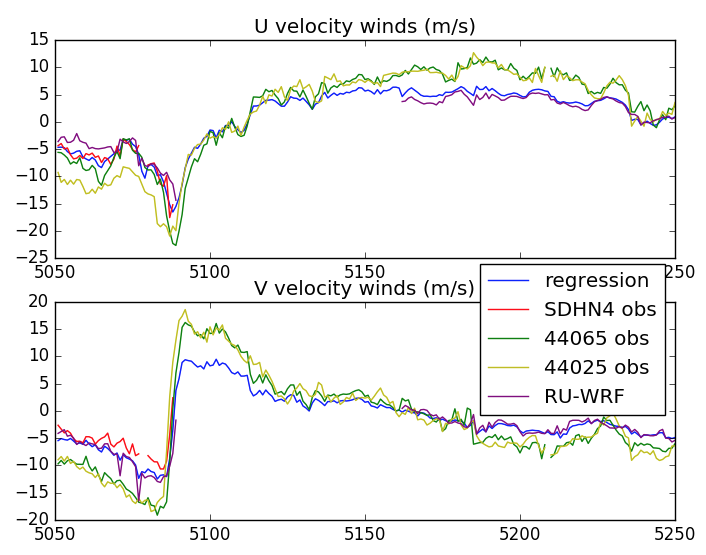 U velocity winds (m/s)
15
10
5
0
−5
−10
−15
−20
−25
5050 5100 5150 5200 5250
V velocity winds (m/s)
20
15
10
5
0
−5
−10
−15
−20
5050 5100 5150 5200 5250
regression
SDHN4 obs
44065 obs
44025 obs
RU-WRF